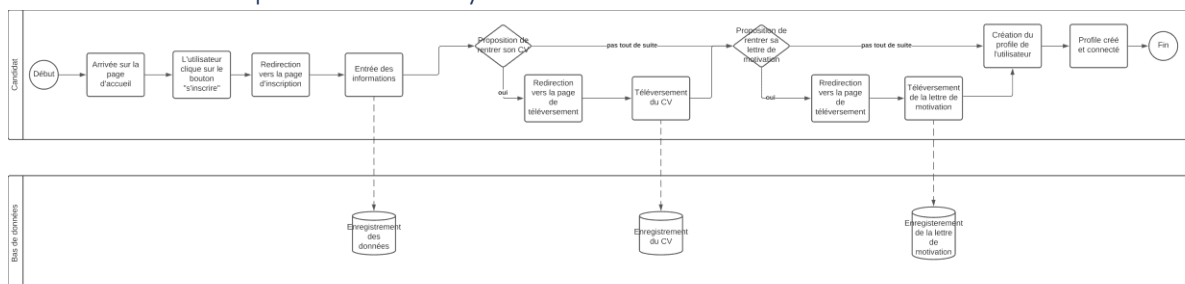 Candidat
Début
Arrivée sur la
page
d'accueil
L'utilisateur
clique sur le
bouton
"s'inscrire"
Redirection
vers la page
d'inscription
Entrée des
informations
Proposition de
rentrer son CV
pas tout de suite
oui
Redirection
vers la page
de
téléversement
Téléversement
du CV
Proposition
de rentrer sa
lettre de
motivation
pas tout de suite
oui
Rredirection
vers la page
de
téléversement
Téléversement
de la lettre de
motivation
Création du
profile de
l'utilisateur
Profile créé
et connecté
Fin
Bas de données
Enregistrement
des
données
Enregistrement
du CV
Enregisterement
de la lettre
de
motivation